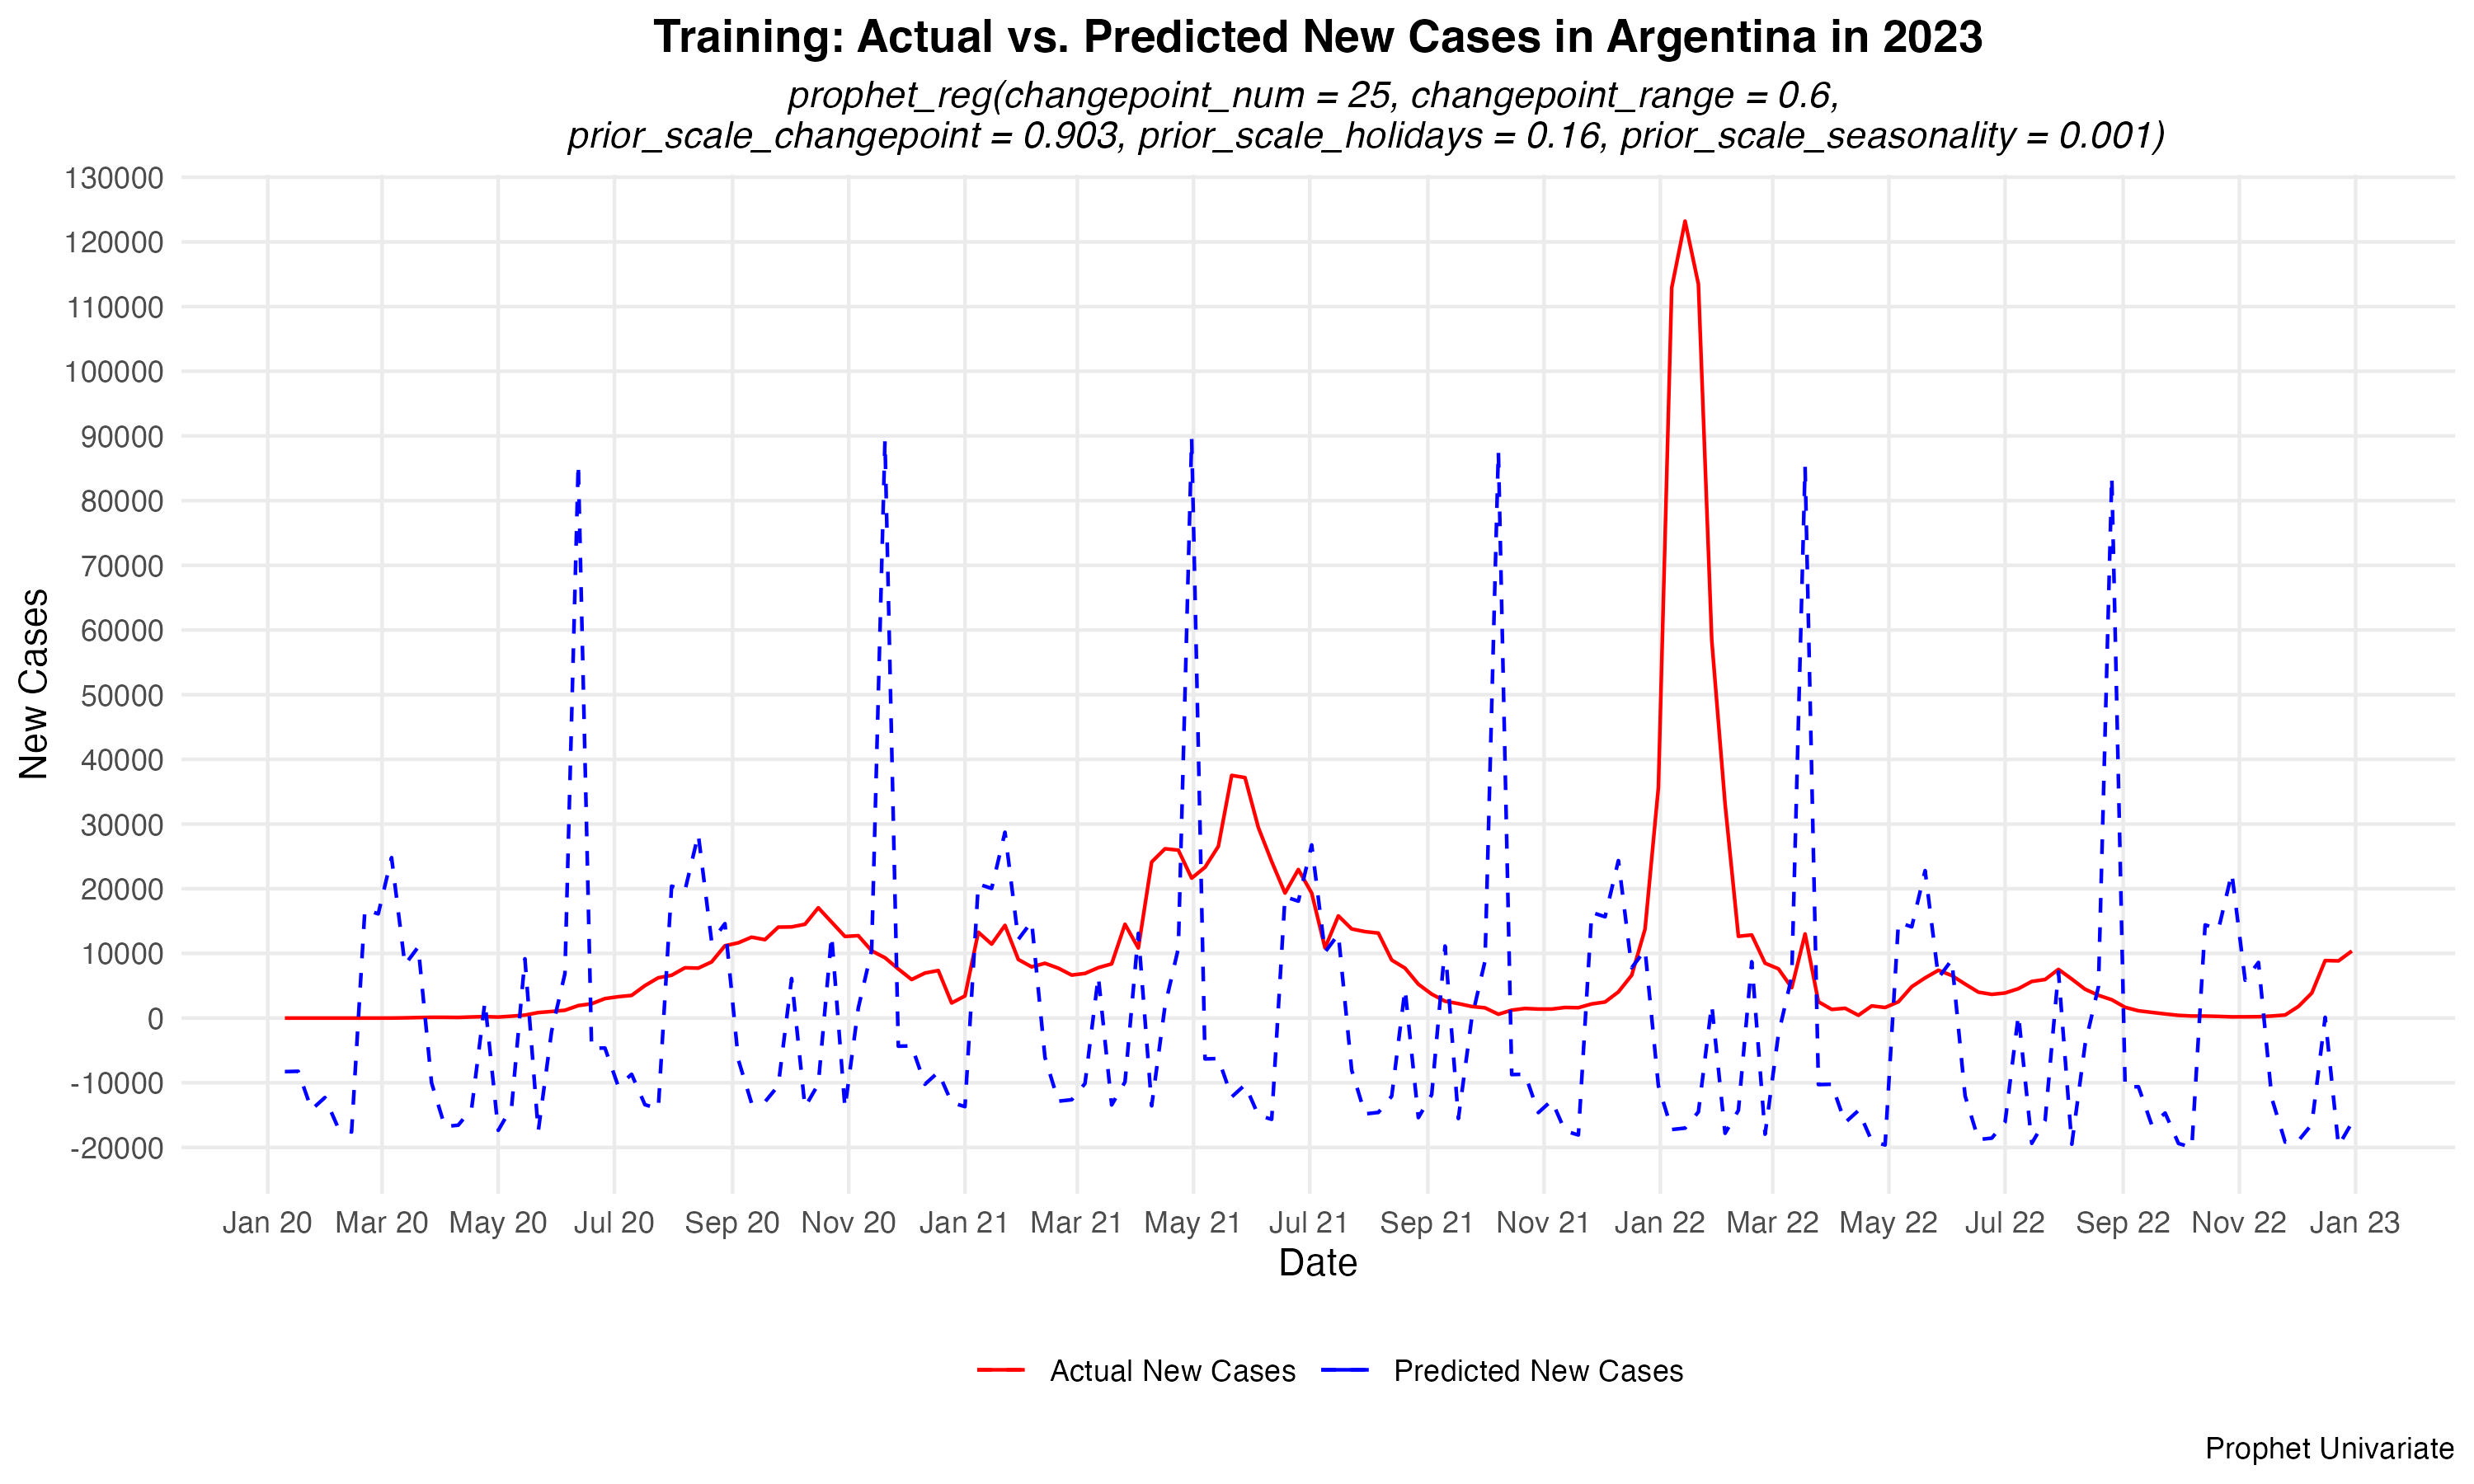 Training: Actual vs. Predicted New Cases in Argentina in 2023
prophet_reg(changepoint_num = 25, changepoint_range = 0.6,
prior_scale_changepoint = 0.903, prior_scale_holidays = 0.16, prior_scale_seasonality = 0.001)
130000
120000
110000
100000
90000
80000
70000
60000
50000
40000
30000
20000
10000
0
-10000
-20000
New Cases
Jan 20 Mar 20 May 20 Jul 20 Sep 20 Nov 20 Jan 21 Mar 21 May 21 Jul 21 Sep 21 Nov 21 Jan 22 Mar 22 May 22 Jul 22 Sep 22 Nov 22 Jan 23
Date
Actual New Cases Predicted New Cases
Prophet Univariate